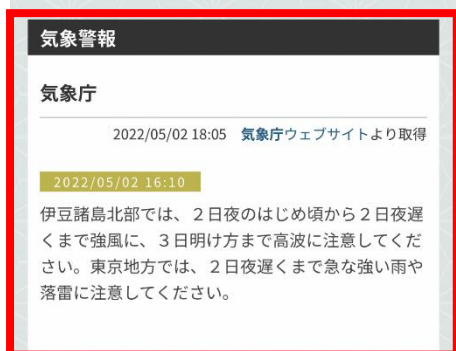 気象警報
気象庁
2022/05/02 18:05 気象庁ウェブサイトより取得
2022/05/02 16:10
伊豆諸島北部では、２日夜のはじめ頃から２日夜遅
くまで強風に、３日明け方まで高波に注意してくだ
さい。東京地方では、２日夜遅くまで急な強い雨や
落雷に注意してください。